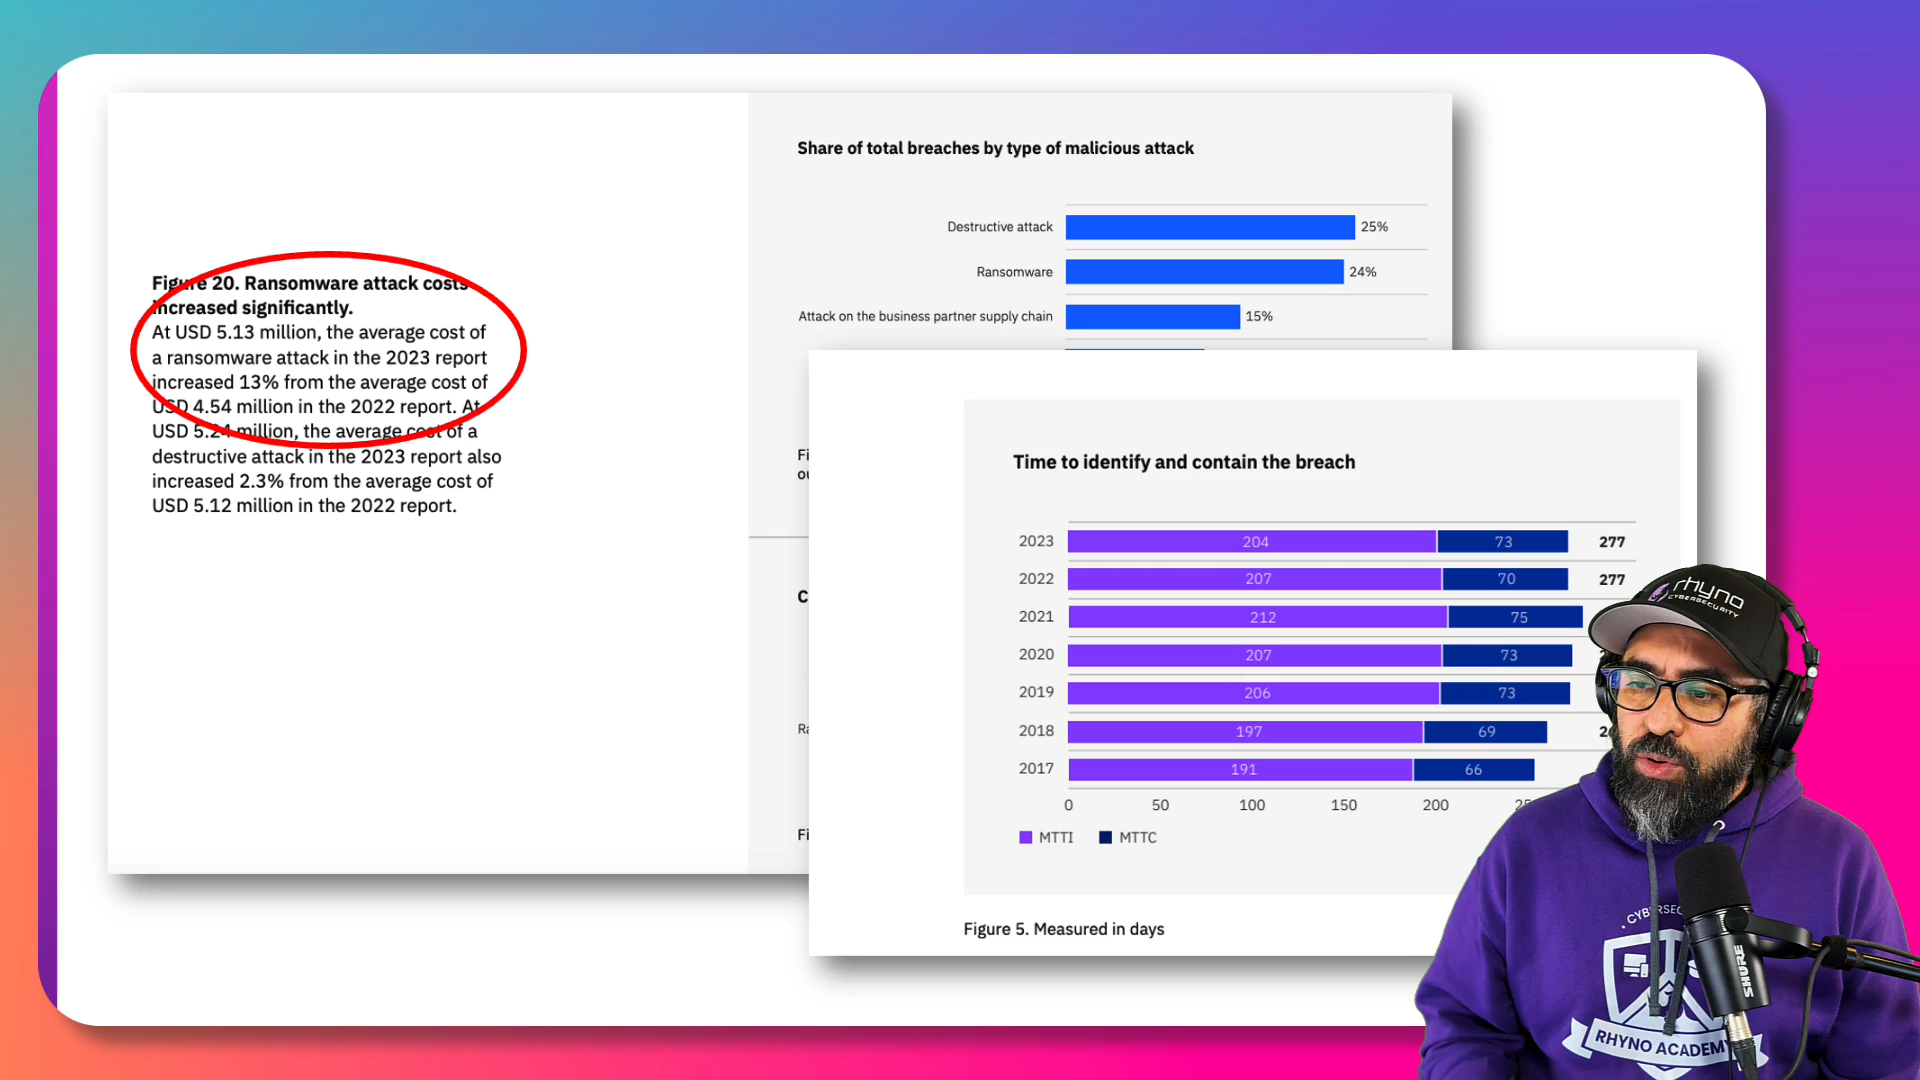 Figure 20. Ransomware attack costs
increased significantly.
At USD 5.13 million, the average cost of
a ransomware attack in the 2023 report
increased 13% from the average cost of
USD 4.54 million in the 2022 report. At
USD 5.24 million, the average cost of a
destructive attack in the 2023 report also
increased 2.3% from the average cost of
USD 5.12 million in the 2022 report.
Share of total breaches by type of malicious attack
Destructive attack 25%
Ransomware 24%
Attack on the business partner supply chain 15%
Time to identify and contain the breach
2023 204 73 277
2022 207 70 277
2021 212 75
2020 207 73
2019 206 73
2018 197 69
2017 191 66
0 50 100 150 200
MTTI MTTC
Figure 5. Measured in days
rhyno
CYBERSECURITY
SHURE
RHYNO ACADEMY